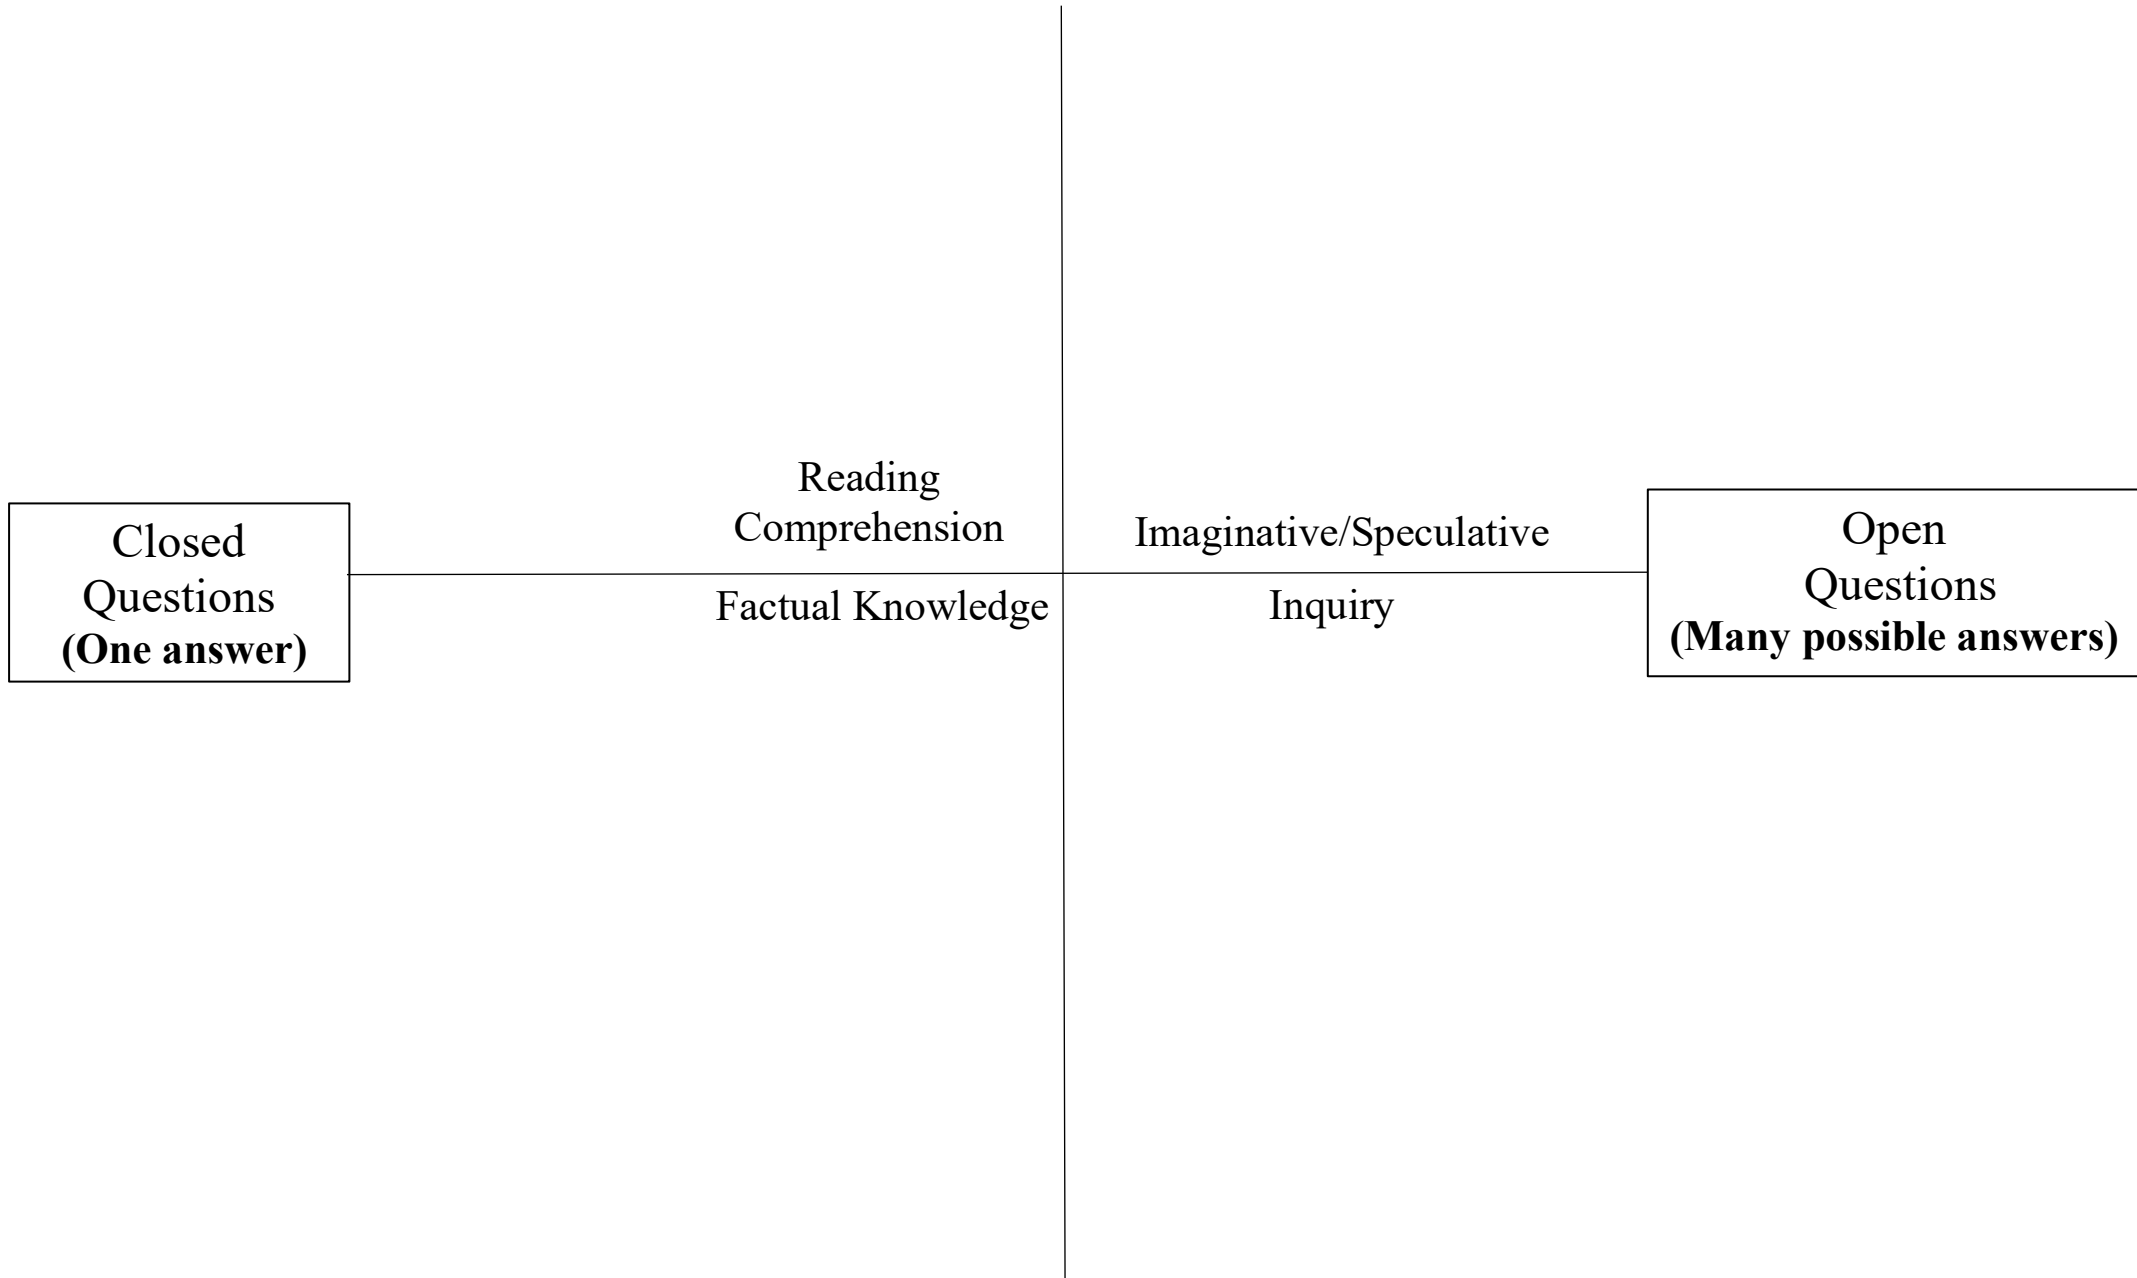 Closed
Questions
(One answer)
Reading
Comprehension
Factual Knowledge
Imaginative/Speculative
Inquiry
Open
Questions
(Many possible answers)